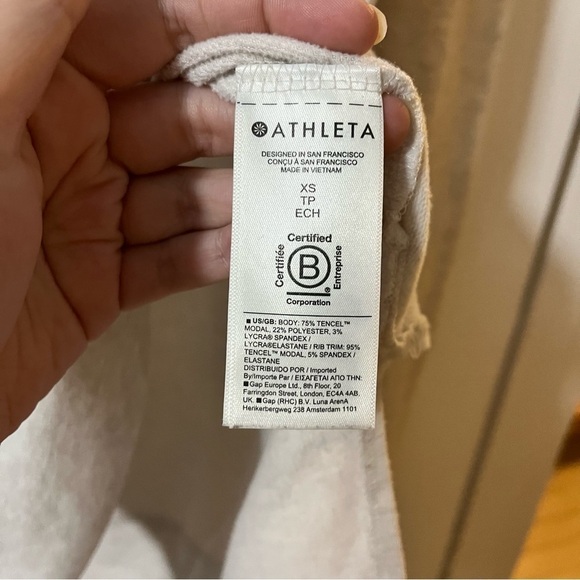 ATHLETA
DESIGNED IN SAN FRANCISCO
CONÇU À SAN FRANCISCO
MADE IN VIETNAM
XS
TP
ECH
Certified
Certifiée
B
®
Entreprise
Corporation
■ US/GB: BODY: 75% TENCEL™
MODAL, 22% POLYESTER, 3%
LYCRA® SPANDEX /
LYCRA®ELASTANE / RIB TRIM: 95%
TENCEL™ MODAL, 5% SPANDEX /
ELASTANE
DISTRIBUIDO POR / Imported
By/Importe Par / ΕΙΣΑΓΕΤΑΙ ΑΠΟ ΤΗΝ:
■ Gap Europe Ltd., 8th Floor, 20
Farringdon Street, London, EC4A 4AB,
UK. ■ Gap (RHC) B.V. Luna ArenA
Henkerbergweg 238 Amsterdam 1101